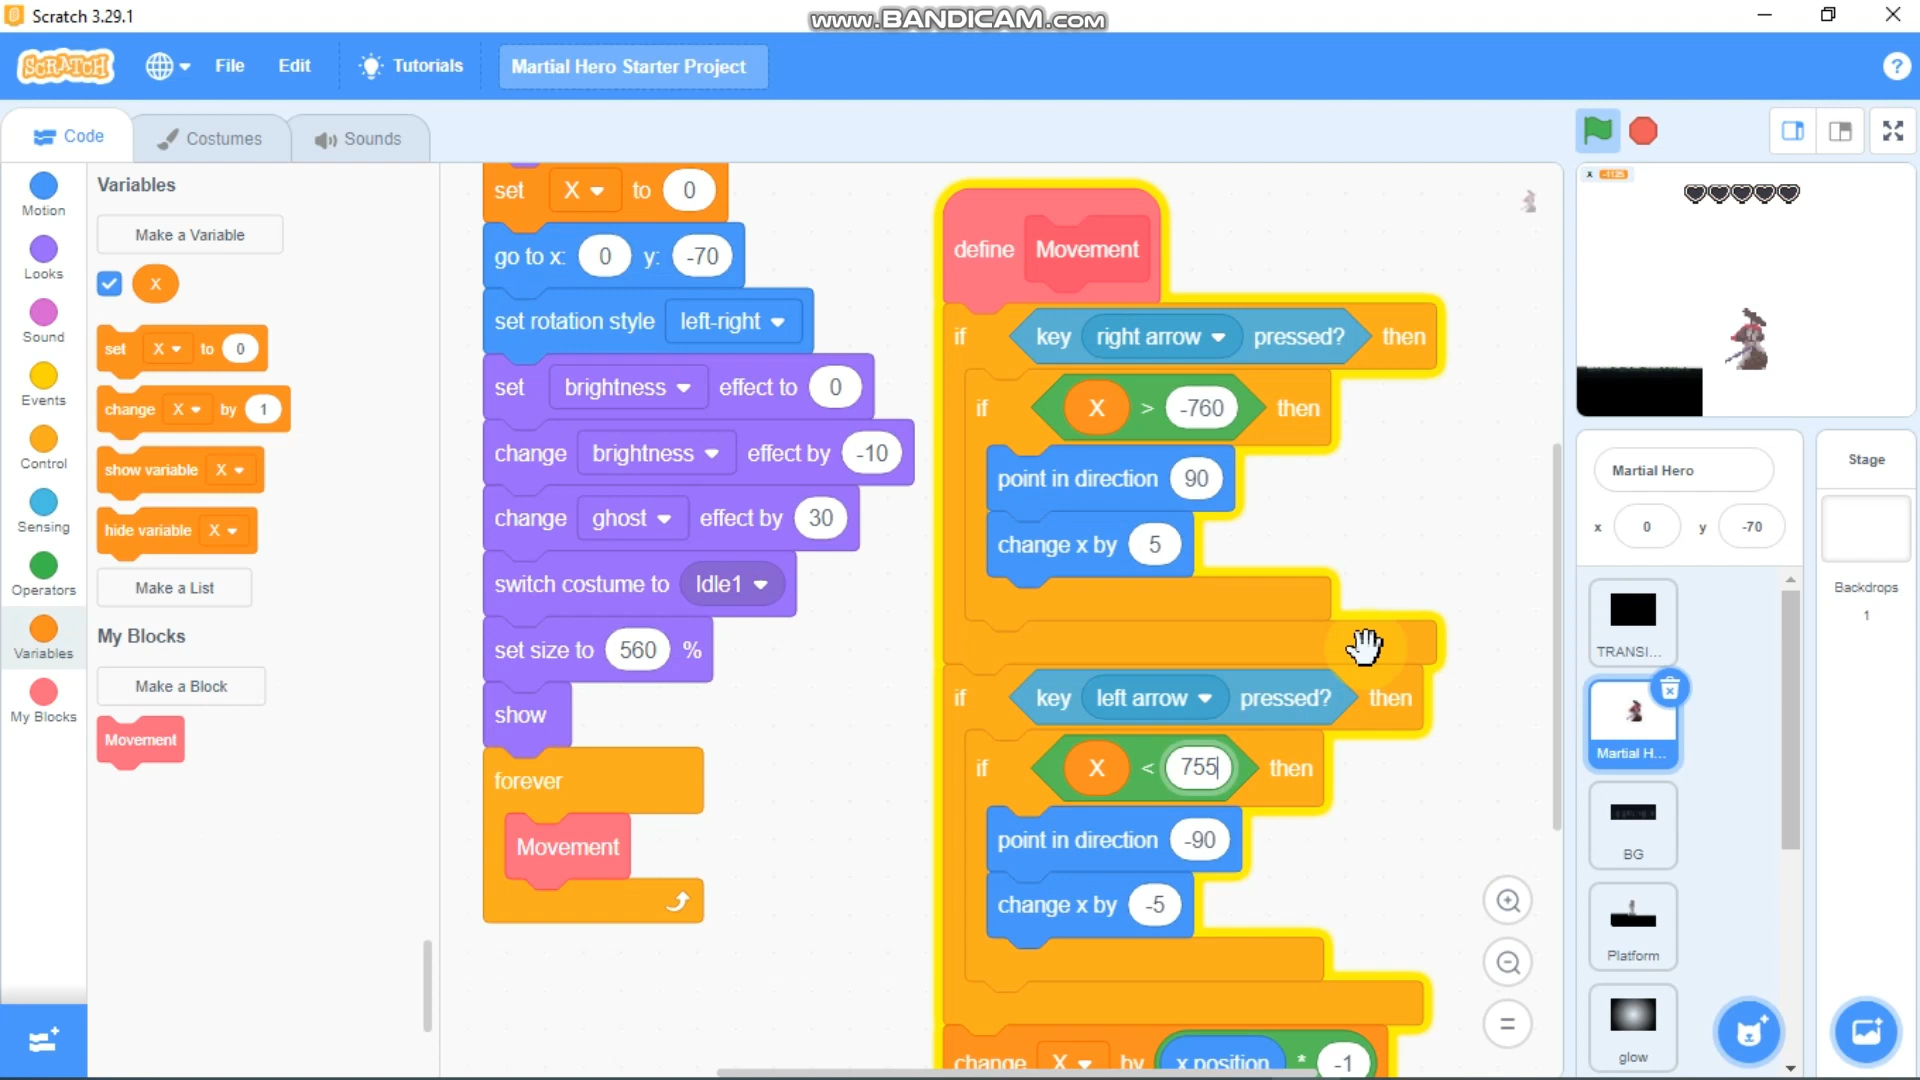 Scratch 3.29.1
www.BANDICAM.com
SCRATCH
File
Edit
Tutorials
Martial Hero Starter Project
?
Code
Costumes
Sounds
Motion
Looks
Sound
Events
Control
Sensing
Operators
Variables
My Blocks
Variables
Make a Variable
X
set X to 0
change X by 1
show variable X
hide variable X
Make a List
My Blocks
Make a Block
Movement
set X to 0
go to x: 0 y: -70
set rotation style left-right
set brightness effect to 0
change brightness effect by -10
change ghost effect by 30
switch costume to Idle1
set size to 560 %
show
forever
Movement
define Movement
if key right arrow pressed? then
if X > -760 then
point in direction 90
change x by 5
if key left arrow pressed? then
if X < 755 then
point in direction -90
change x by -5
change X by x position * -1
X -1125
Martial Hero
x 0 y -70
TRANSI...
Martial H...
BG
Platform
glow
Stage
Backdrops
1